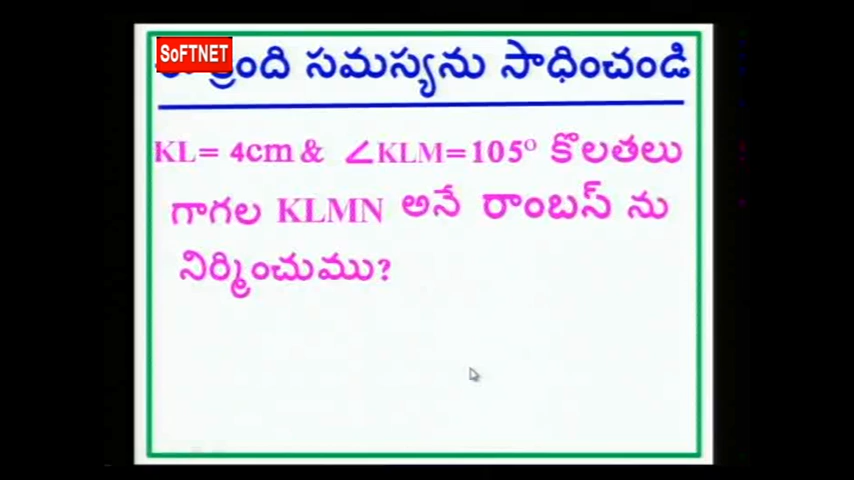 SoFTNET
క్రింది సమస్యను సాధించండి
KL= 4cm & ∠KLM=105° కొలతలు
గాగల KLMN అనే రాంబస్ ను
నిర్మించుము?